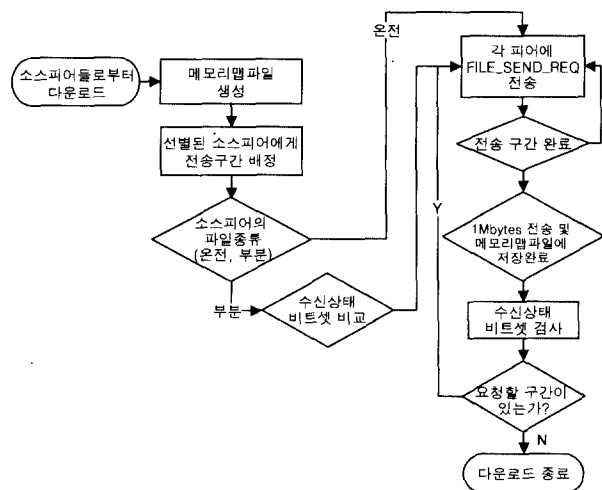 소스피어들로부터
다운로드
메모리맵파일
생성
선별된 소스피어에게
전송구간 배정
소스피어의
파일종류
(온전, 부분)
부분
수신상태
비트셋 비교
온전
각 피어에
FILE_SEND_REQ
전송
전송 구간 완료
Y
1Mbytes 전송 및
메모리맵파일에
저장완료
수신상태
비트셋 검사
요청할 구간이
있는가?
N
다운로드 종료